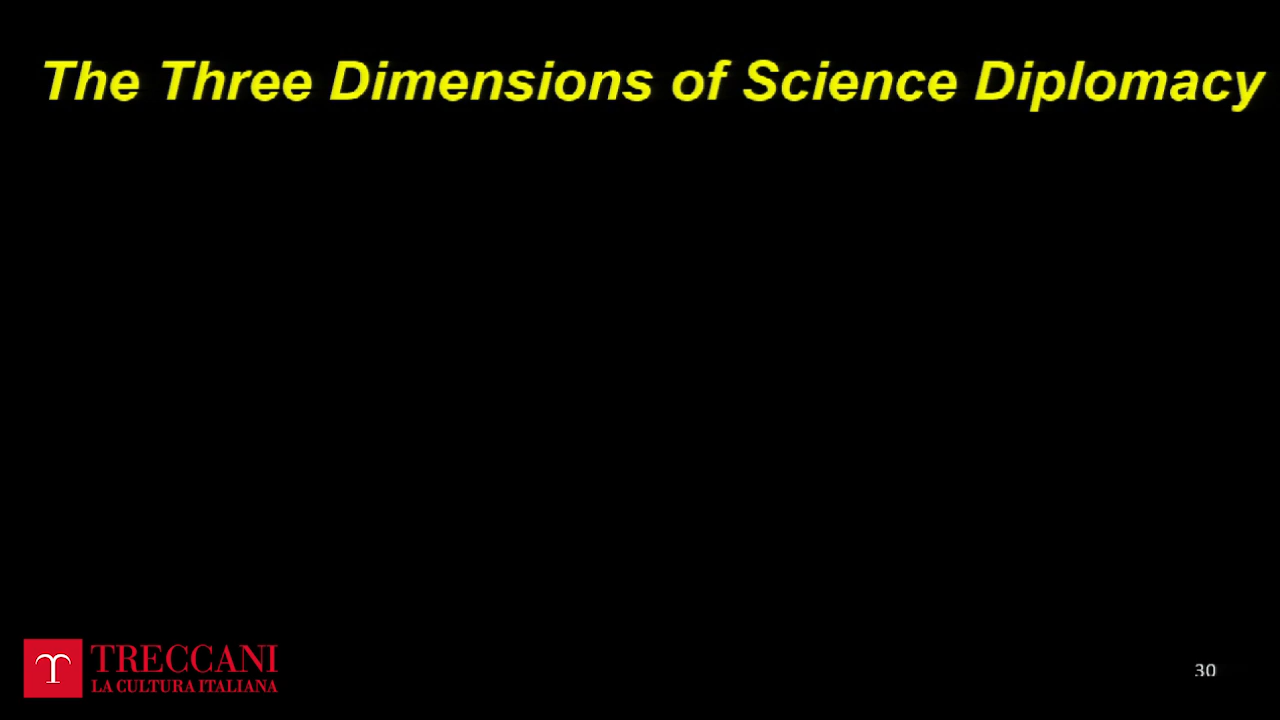 The Three Dimensions of Science Diplomacy
TRECCANI
LA CULTURA ITALIANA
30